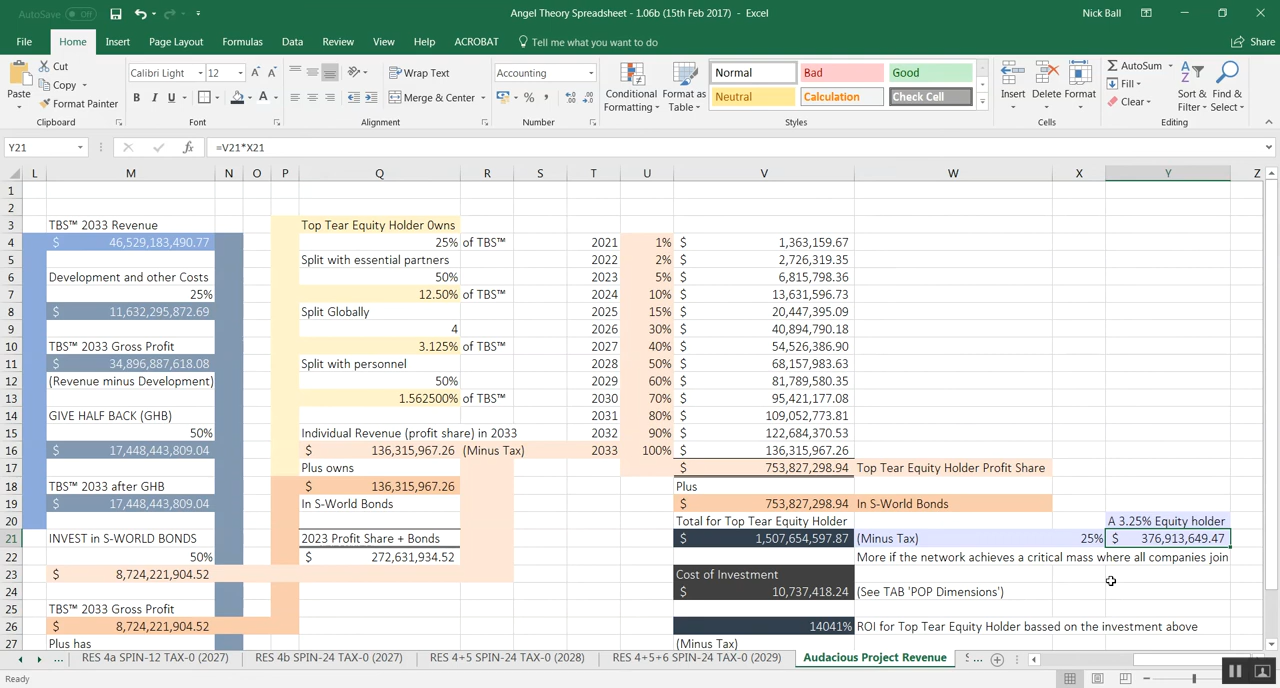 AutoSave Off Angel Theory Spreadsheet - 1.06b (15th Feb 2017) - Excel Nick Ball
File Home Insert Page Layout Formulas Data Review View Help ACROBAT Tell me what you want to do Share
Paste Cut Copy Format Painter Clipboard
Calibri Light 12 B I U A Font
Wrap Text Merge & Center Alignment
Accounting $ % , Number
Conditional Formatting Format as Table Normal Bad Good Neutral Calculation Check Cell Styles
Insert Delete Format Cells
AutoSum Fill Clear Sort & Filter Find & Select Editing
Y21 fx =V21*X21
L M N O P Q R S T U V W X Y Z
1
2
3 TBS™ 2033 Revenue Top Tear Equity Holder 0wns
4 $ 46,529,183,490.77 25% of TBS™ 2021 1% $ 1,363,159.67
5 Split with essential partners 2022 2% $ 2,726,319.35
6 Development and other Costs 50% 2023 5% $ 6,815,798.36
7 25% 12.50% of TBS™ 2024 10% $ 13,631,596.73
8 $ 11,632,295,872.69 Split Globally 2025 15% $ 20,447,395.09
9 4 2026 30% $ 40,894,790.18
10 TBS™ 2033 Gross Profit 3.125% of TBS™ 2027 40% $ 54,526,386.90
11 $ 34,896,887,618.08 Split with personnel 2028 50% $ 68,157,983.63
12 (Revenue minus Development) 50% 2029 60% $ 81,789,580.35
13 1.562500% of TBS™ 2030 70% $ 95,421,177.08
14 GIVE HALF BACK (GHB) 2031 80% $ 109,052,773.81
15 50% Individual Revenue (profit share) in 2033 2032 90% $ 122,684,370.53
16 $ 17,448,443,809.04 $ 136,315,967.26 (Minus Tax) 2033 100% $ 136,315,967.26
17 Plus owns $ 753,827,298.94 Top Tear Equity Holder Profit Share
18 TBS™ 2033 after GHB $ 136,315,967.26 Plus
19 $ 17,448,443,809.04 In S-World Bonds $ 753,827,298.94 In S-World Bonds
20 Total for Top Tear Equity Holder A 3.25% Equity holder
21 INVEST in S-WORLD BONDS 2023 Profit Share + Bonds $ 1,507,654,597.87 (Minus Tax) 25% $ 376,913,649.47
22 50% $ 272,631,934.52 More if the network achieves a critical mass where all companies join
23 $ 8,724,221,904.52 Cost of Investment
24 $ 10,737,418.24 (See TAB 'POP Dimensions')
25 TBS™ 2033 Gross Profit
26 $ 8,724,221,904.52 14041% ROI for Top Tear Equity Holder bassed on the investment above
27 Plus has (Minus Tax)
... RES 4a SPIN-12 TAX-0 (2027) RES 4b SPIN-24 TAX-0 (2027) RES 4+5 SPIN-24 TAX-0 (2028) RES 4+5+6 SPIN-24 TAX-0 (2029) Audacious Project Revenue ...
Ready